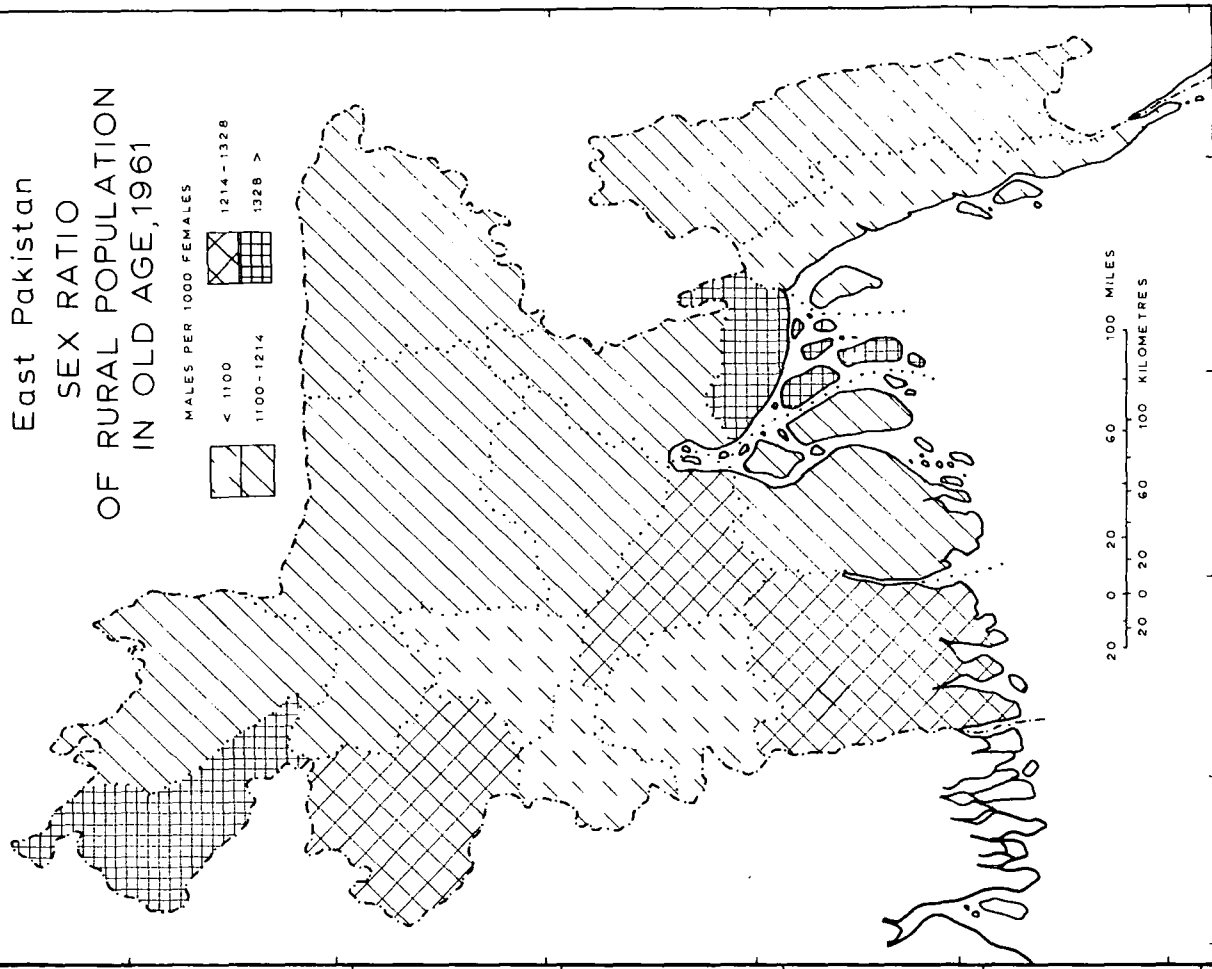 East Pakistan
SEX RATIO
OF RURAL POPULATION
IN OLD AGE, 1961
MALES PER 1000 FEMALES
< 1100
1100-1214
1214-1328
1328 >
20 0 20 60 100 MILES
20 0 20 60 100 KILOMETRES